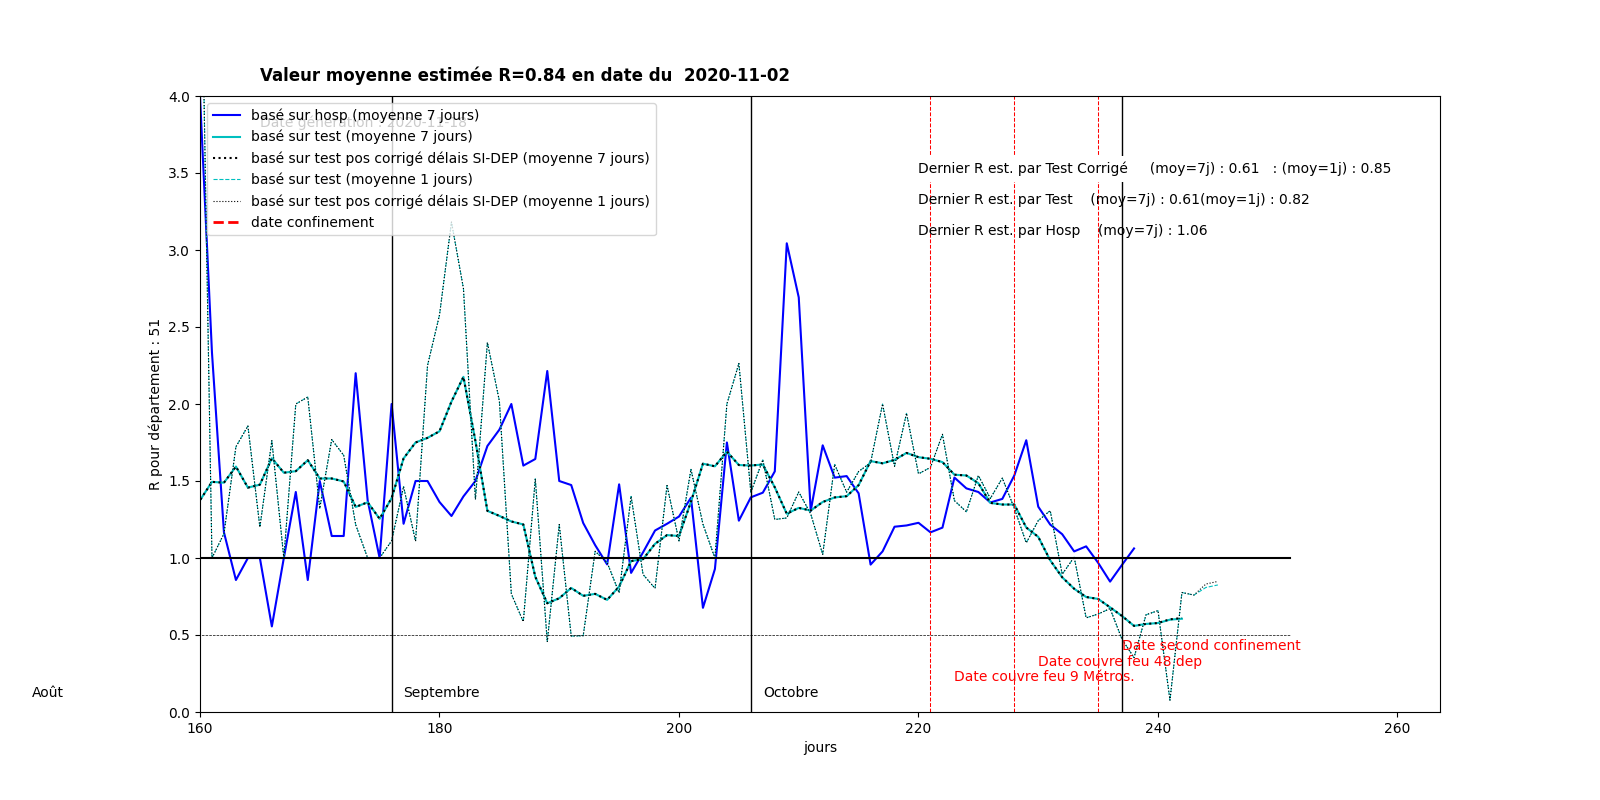 Valeur moyenne estimée R=0.84 en date du  2020-11-02
Date génération : 2020-11-18
basé sur hosp (moyenne 7 jours)
basé sur test (moyenne 7 jours)
basé sur test pos corrigé délais SI-DEP (moyenne 7 jours)
basé sur test (moyenne 1 jours)
basé sur test pos corrigé délais SI-DEP (moyenne 1 jours)
date confinement
Dernier R est. par Test Corrigé     (moy=7j) : 0.61   : (moy=1j) : 0.85
Dernier R est. par Test    (moy=7j) : 0.61(moy=1j) : 0.82
Dernier R est. par Hosp    (moy=7j) : 1.06
4.0
3.5
3.0
2.5
2.0
1.5
1.0
0.5
0.0
R pour département : 51
Date second confinement
Date couvre feu 48 dep
Date couvre feu 9 Métros.
Août
Septembre
Octobre
160 180 200 220 240 260
jours